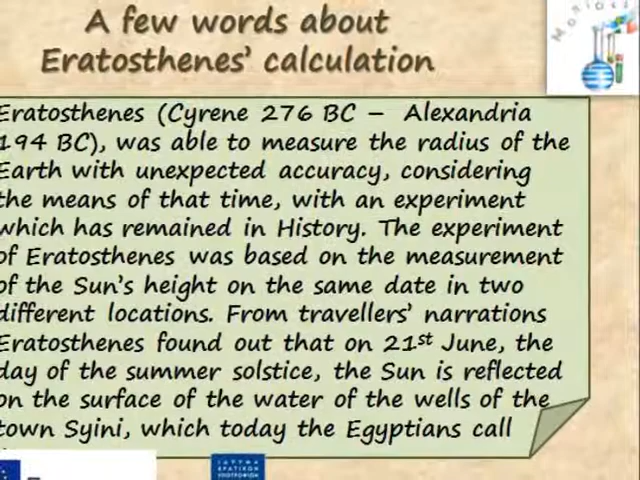 A few words about
Eratosthenes' calculation
Eratosthenes (Cyrene 276 BC – Alexandria
194 BC), was able to measure the radius of the
Earth with unexpected accuracy, considering
the means of that time, with an experiment
which has remained in History. The experiment
of Eratosthenes was based on the measurement
of the Sun's height on the same date in two
different locations. From travellers' narrations
Eratosthenes found out that on 21st June, the
day of the summer solstice, the Sun is reflected
on the surface of the water of the wells of the
town Syini, which today the Egyptians call
ΙΔΡΥΜΑ
ΚΡΑΤΙΚΩΝ
ΥΠΟΤΡΟΦΙΩΝ